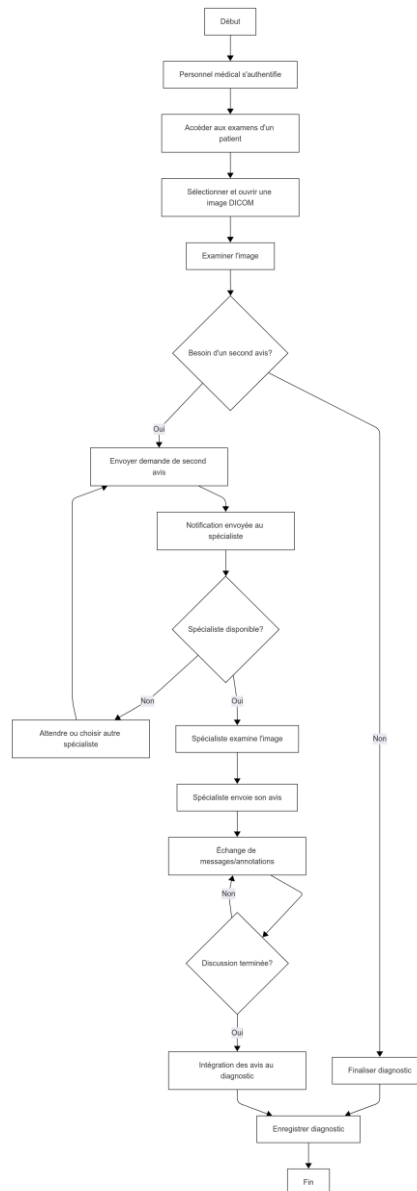 Début
Personnel médical s'authentifie
Accéder aux examens d'un
patient
Sélectionner et ouvrir une
image DICOM
Examiner l'image
Besoin d'un second avis?
Oui
Envoyer demande de second
avis
Notification envoyée au
spécialiste
Spécialiste disponible?
Non
Oui
Attendre ou choisir autre
spécialiste
Spécialiste examine l'image
Non
Spécialiste envoie son avis
Échange de
messages/annotations
Non
Discussion terminée?
Oui
Intégration des avis au
diagnostic
Finaliser diagnostic
Enregistrer diagnostic
Fin